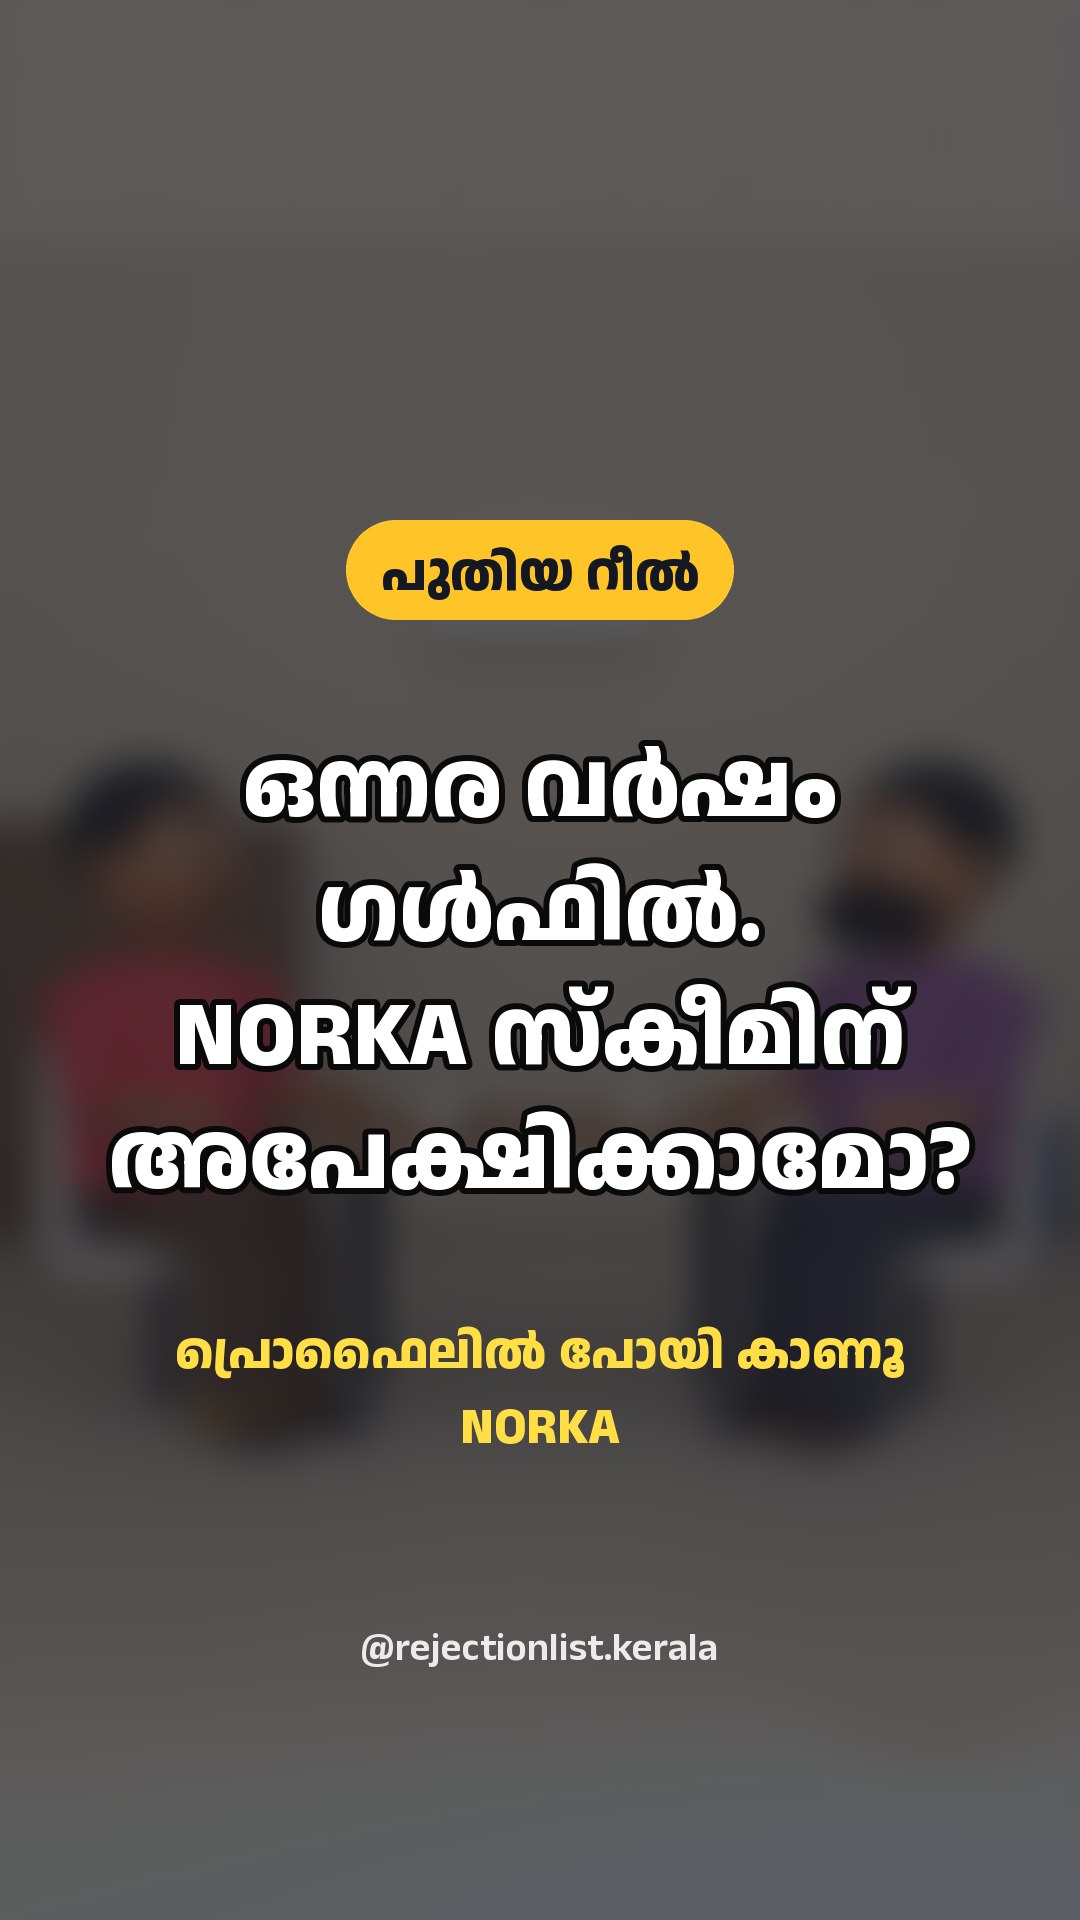 പുതിയ റീൽ
ഒന്നര വർഷം
ഗൾഫിൽ.
NORKA സ്കീമിന്
അപേക്ഷിക്കാമോ?
പ്രൊഫൈലിൽ പോയി കാണൂ
NORKA
@rejectionlist.kerala